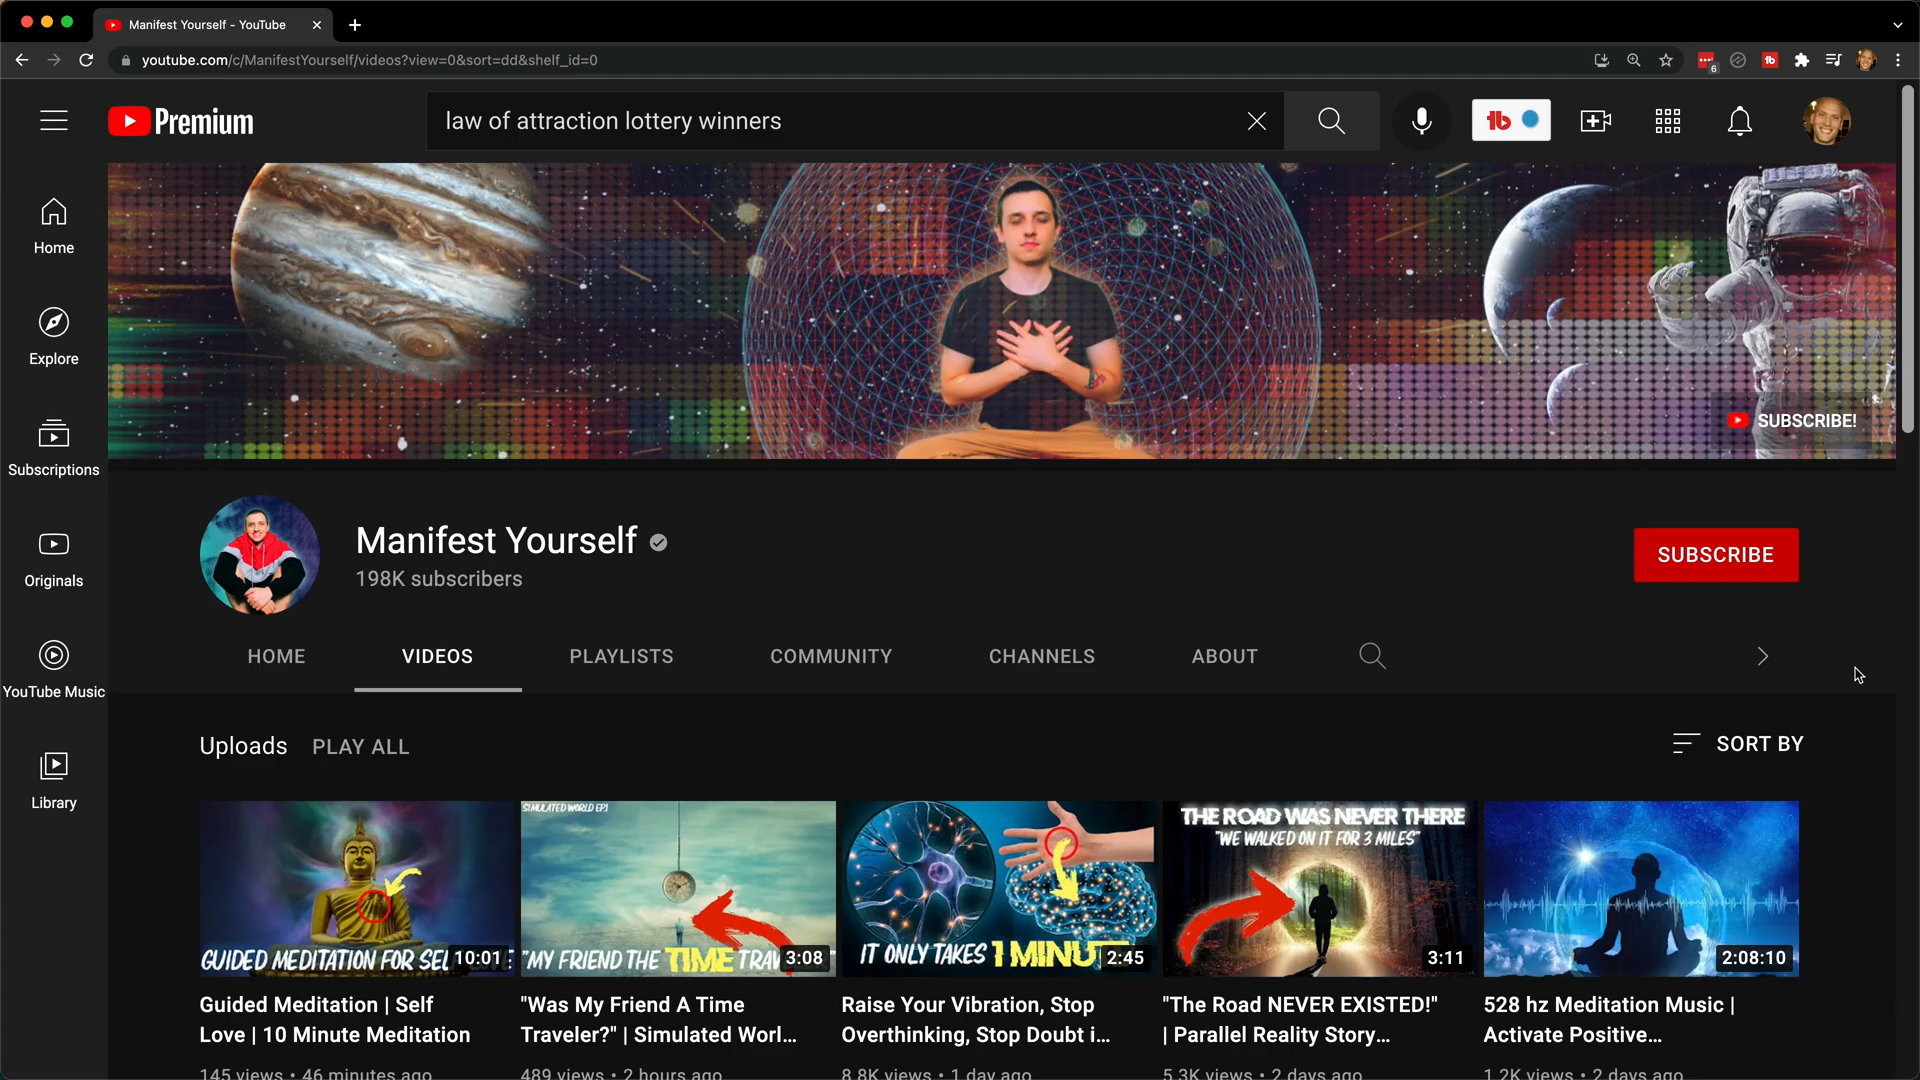 Manifest Yourself - YouTube
youtube.com/c/ManifestYourself/videos?view=0&sort=dd&shelf_id=0
6
Premium
law of attraction lottery winners
Home
Explore
Subscriptions
Originals
YouTube Music
Library
SUBSCRIBE!
Manifest Yourself
198K subscribers
SUBSCRIBE
HOME
VIDEOS
PLAYLISTS
COMMUNITY
CHANNELS
ABOUT
Uploads
PLAY ALL
SORT BY
GUIDED MEDITATION FOR SEL
10:01
SIMULATED WORLD EP1
"MY FRIEND THE TIME TRAV
3:08
IT ONLY TAKES 1 MINU
2:45
THE ROAD WAS NEVER THERE
"WE WALKED ON IT FOR 3 MILES"
3:11
2:08:10
Guided Meditation | Self
Love | 10 Minute Meditation
145 views • 46 minutes ago
"Was My Friend A Time
Traveler?" | Simulated Worl...
489 views • 2 hours ago
Raise Your Vibration, Stop
Overthinking, Stop Doubt i...
8.8K views • 1 day ago
"The Road NEVER EXISTED!"
| Parallel Reality Story...
5.3K views • 2 days ago
528 hz Meditation Music |
Activate Positive...
1.2K views • 2 days ago